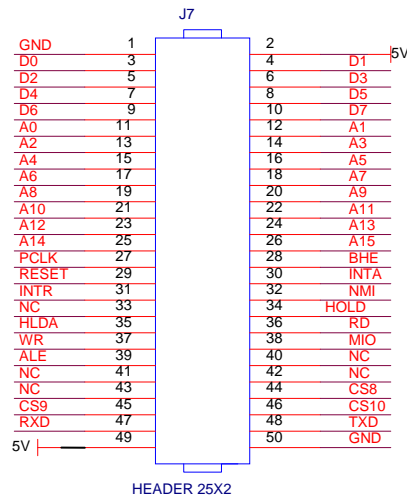 J7
GND 1 2 5V
D0 3 4 D1
D2 5 6 D3
D4 7 8 D5
D6 9 10 D7
A0 11 12 A1
A2 13 14 A3
A4 15 16 A5
A6 17 18 A7
A8 19 20 A9
A10 21 22 A11
A12 23 24 A13
A14 25 26 A15
PCLK 27 28 BHE
RESET 29 30 INTA
INTR 31 32 NMI
NC 33 34 HOLD
HLDA 35 36 RD
WR 37 38 MIO
ALE 39 40 NC
NC 41 42 NC
NC 43 44 CS8
CS9 45 46 CS10
RXD 47 48 TXD
5V 49 50 GND
HEADER 25X2